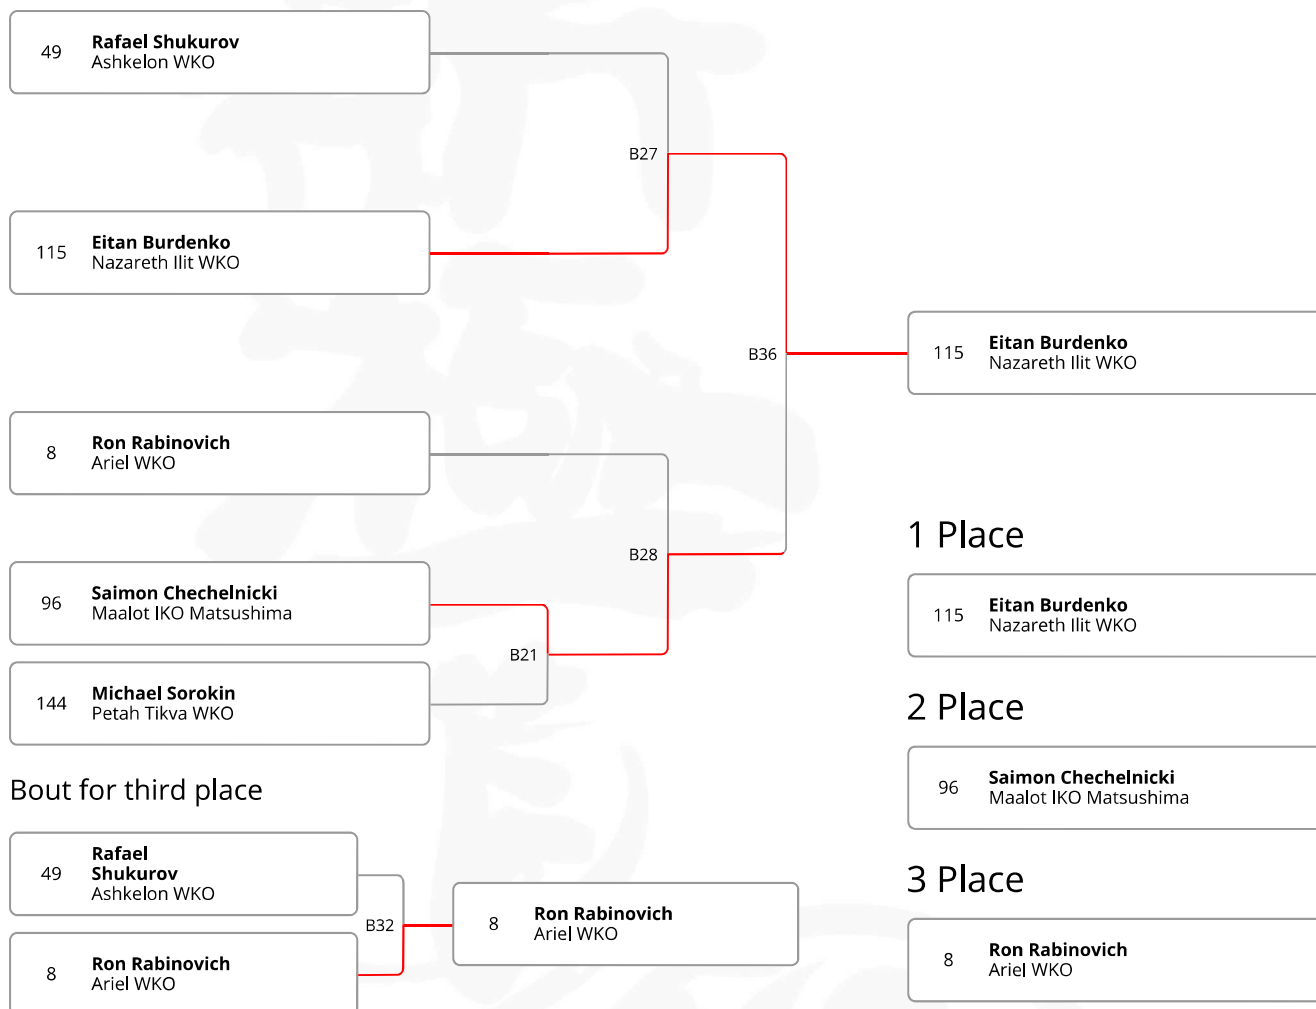 49
Rafael Shukurov
Ashkelon WKO
B27
115
Eitan Burdenko
Nazareth Ilit WKO
B36
115
Eitan Burdenko
Nazareth Ilit WKO
8
Ron Rabinovich
Ariel WKO
B28
96
Saimon Chechelnicki
Maalot IKO Matsushima
B21
144
Michael Sorokin
Petah Tikva WKO
Bout for third place
49
Rafael
Shukurov
Ashkelon WKO
B32
8
Ron Rabinovich
Ariel WKO
8
Ron Rabinovich
Ariel WKO
1 Place
115
Eitan Burdenko
Nazareth Ilit WKO
2 Place
96
Saimon Chechelnicki
Maalot IKO Matsushima
3 Place
8
Ron Rabinovich
Ariel WKO